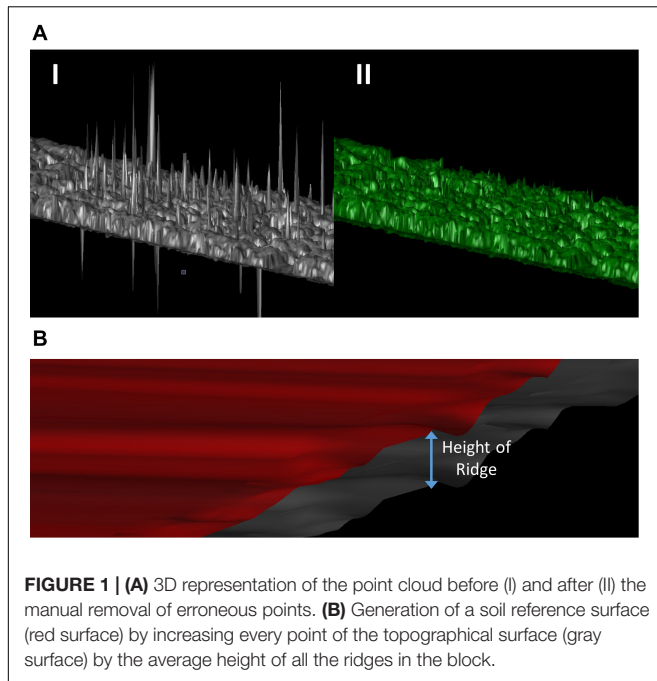 A
I
II
B
Height of
Ridge
FIGURE 1 | (A) 3D representation of the point cloud before (I) and after (II) the
manual removal of erroneous points. (B) Generation of a soil reference surface
(red surface) by increasing every point of the topographical surface (gray
surface) by the average height of all the ridges in the block.